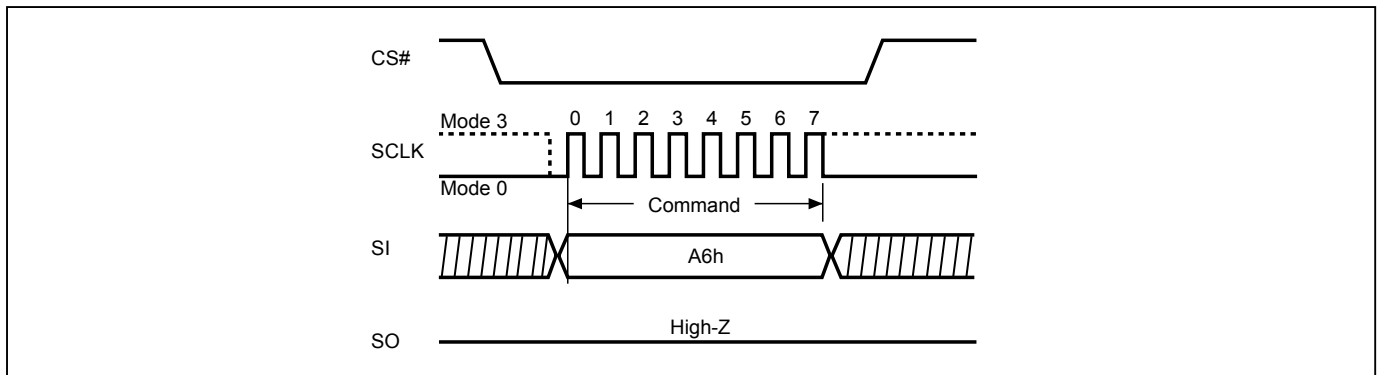 CS#
Mode 3 0 1 2 3 4 5 6 7
SCLK
Mode 0
Command
SI
A6h
High-Z
SO